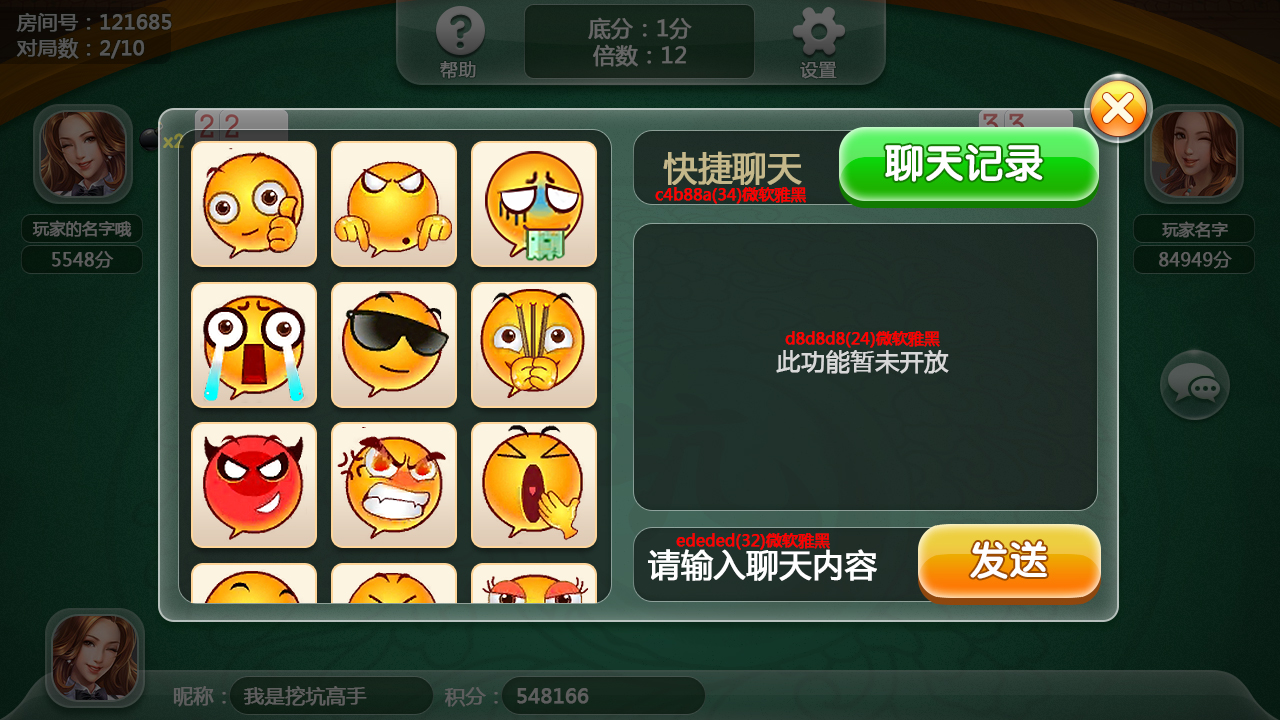 房间号：121685
对局数：2/10
帮助
底分：1分
倍数：12
设置
x2
22
33
快捷聊天
c4b88a(34)微软雅黑
聊天记录
玩家的名字哦
5548分
玩家名字
84949分
d8d8d8(24)微软雅黑
此功能暂未开放
ededed(32)微软雅黑
请输入聊天内容
发送
昵称：
我是挖坑高手
积分：
548166